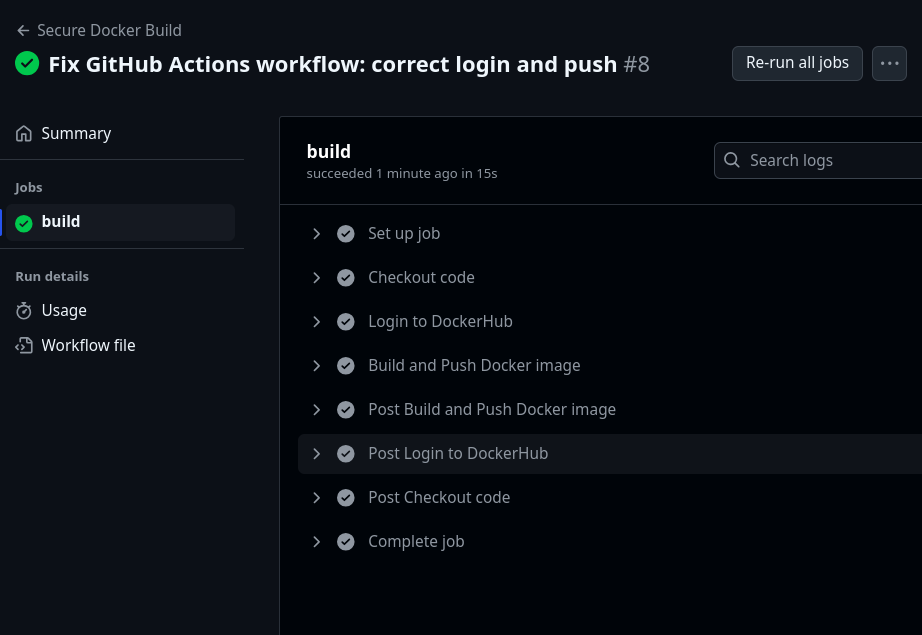 Secure Docker Build
Fix GitHub Actions workflow: correct login and push #8
Re-run all jobs
Summary
Jobs
build
Run details
Usage
Workflow file
build
succeeded 1 minute ago in 15s
Search logs
Set up job
Checkout code
Login to DockerHub
Build and Push Docker image
Post Build and Push Docker image
Post Login to DockerHub
Post Checkout code
Complete job